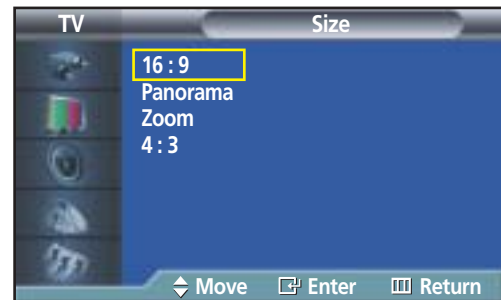 TV Size
16 : 9
Panorama
Zoom
4 : 3
Move Enter Return